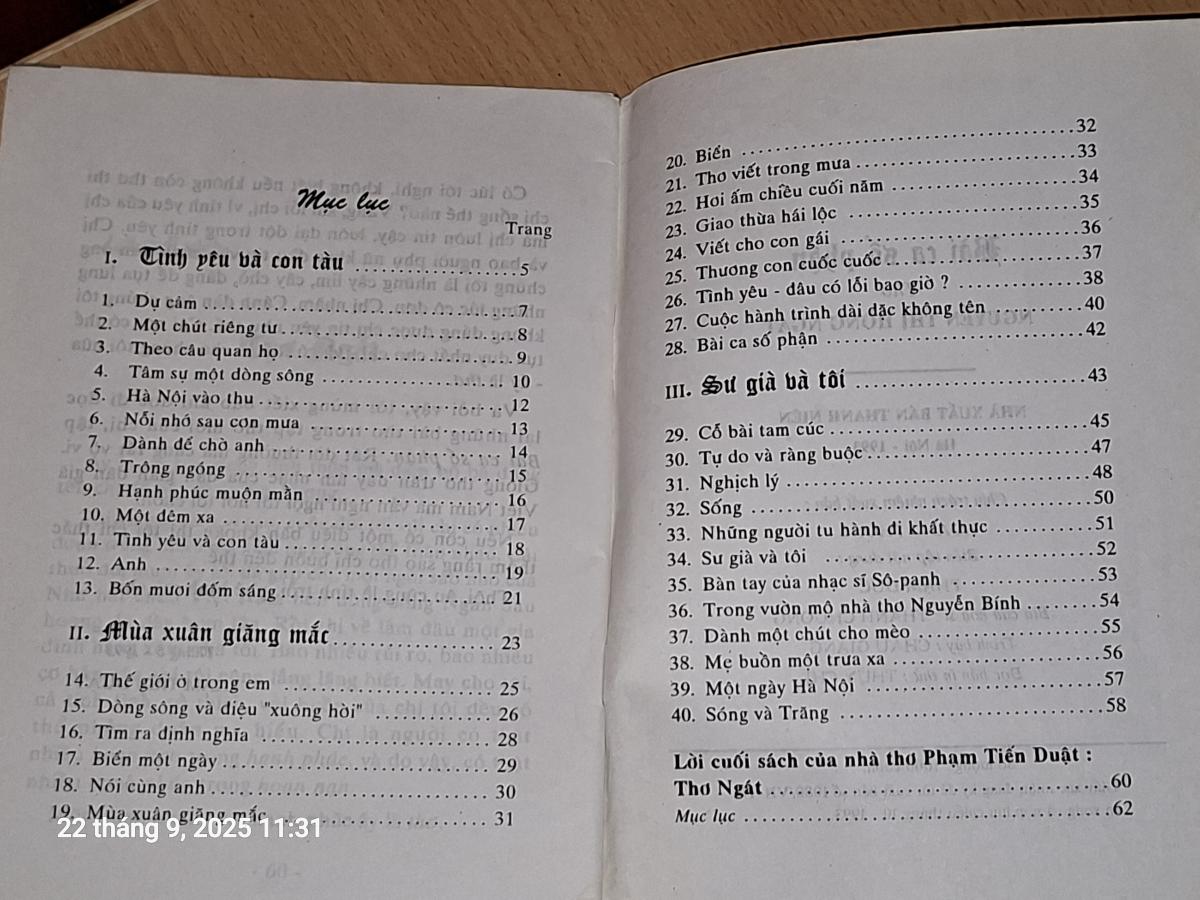 Mục lục
Trang
I. Tình yêu và con tàu ........ 5
1. Dự cảm ........ 7
2. Một chút riêng tư ........ 8
3. Theo câu quan họ ........ 9
4. Tâm sự một dòng sông ........ 10
5. Hà Nội vào thu ........ 12
6. Nỗi nhớ sau cơn mưa ........ 13
7. Dành để chờ anh ........ 14
8. Trông ngóng ........ 15
9. Hạnh phúc muộn mằn ........ 16
10. Một đêm xa ........ 17
11. Tình yêu và con tàu ........ 18
12. Anh ........ 19
13. Bốn mươi đốm sáng ........ 21
II. Mùa xuân giăng mắc ........ 23
14. Thế giới ở trong em ........ 25
15. Dòng sông và điệu "xuông hời" ........ 26
16. Tìm ra định nghĩa ........ 28
17. Biển một ngày ........ 29
18. Nói cùng anh ........ 30
19. Mùa xuân giăng mắc ........ 31
22 tháng 9, 2025 11:31
20. Biển ........ 32
21. Thơ viết trong mưa ........ 33
22. Hơi ấm chiều cuối năm ........ 34
23. Giao thừa hái lộc ........ 35
24. Viết cho con gái ........ 36
25. Thương con cuốc cuốc ........ 37
26. Tình yêu - đâu có lỗi bao giờ ? ........ 38
27. Cuộc hành trình dài dặc không tên ........ 40
28. Bài ca số phận ........ 42
III. Sư già và tôi ........ 43
29. Cỗ bài tam cúc ........ 45
30. Tự do và ràng buộc ........ 47
31. Nghịch lý ........ 48
32. Sống ........ 50
33. Những người tu hành đi khất thực ........ 51
34. Sư già và tôi ........ 52
35. Bàn tay của nhạc sĩ Sô-panh ........ 53
36. Trong vườn mộ nhà thơ Nguyễn Bính ........ 54
37. Dành một chút cho mèo ........ 55
38. Mẹ buồn một trưa xa ........ 56
39. Một ngày Hà Nội ........ 57
40. Sóng và Trăng ........ 58
Lời cuối sách của nhà thơ Phạm Tiến Duật :
Thơ Ngát ........ 60
Mục lục ........ 62